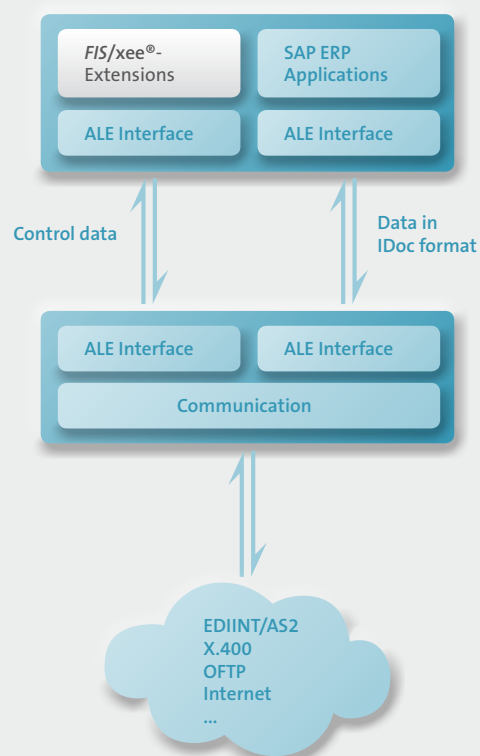 FIS/xee®-
Extensions
SAP ERP
Applications
ALE Interface
ALE Interface
Control data
Data in
IDoc format
ALE Interface
ALE Interface
Communication
EDIINT/AS2
X.400
OFTP
Internet
...